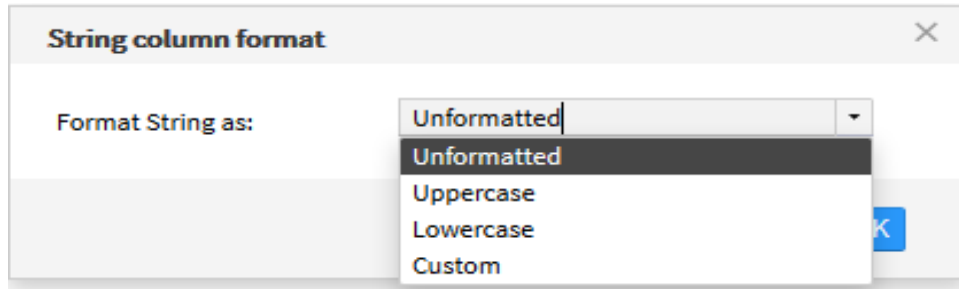 String column format
Format String as:
Unformatted
Unformatted
Uppercase
Lowercase
K
Custom